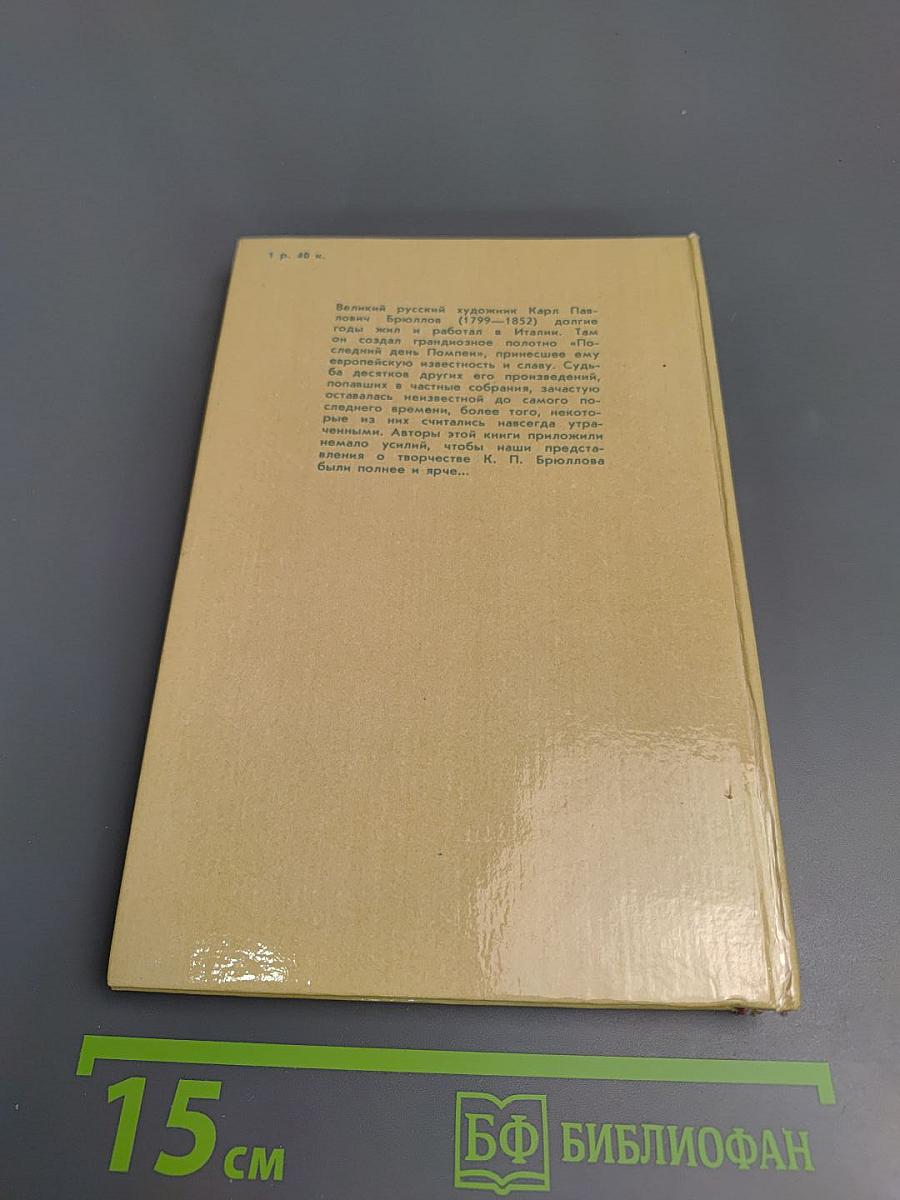 1 р. 40 к.
Великий русский художник Карл Пав-
лович Брюллов (1799—1852) долгие
годы жил и работал в Италии. Там
он создал грандиозное полотно «По-
следний день Помпеи», принесшее ему
европейскую известность и славу. Судь-
ба десятков других его произведений,
попавших в частные собрания, зачастую
оставалась неизвестной до самого по-
следнего времени, более того, некото-
рые из них считались навсегда утра-
ченными. Авторы этой книги приложили
немало усилий, чтобы наши представ-
ления о творчестве К. П. Брюллова
были полнее и ярче...
15 см
БФ БИБЛИОФАН